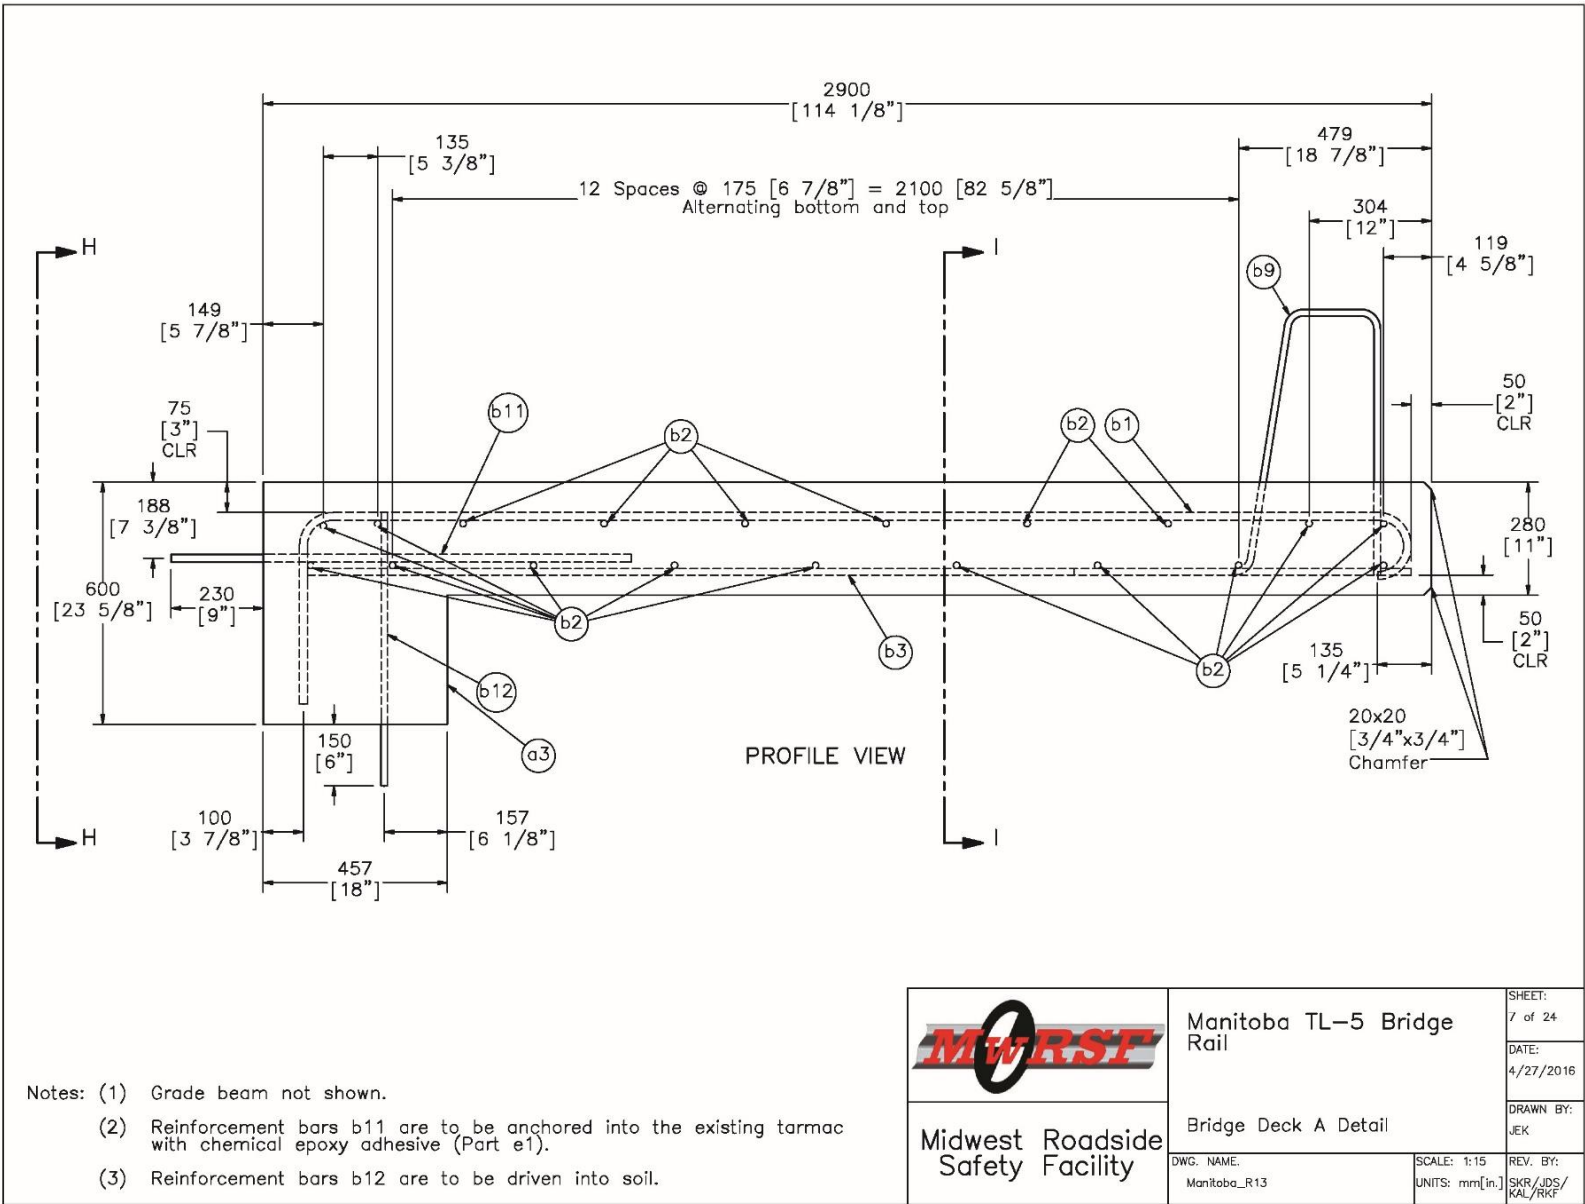 2900
[114 1/8"]
135
[5 3/8"]
479
[18 7/8"]
12 Spaces @ 175 [6 7/8"] = 2100 [82 5/8"]
Alternating bottom and top
304
[12"]
119
[4 5/8"]
H
I
b9
149
[5 7/8"]
75
[3"]
CLR
b11
b2
b2
b1
50
[2"]
CLR
188
[7 3/8"]
280
[11"]
600
[23 5/8"]
230
[9"]
b2
b3
b2
50
[2"]
CLR
135
[5 1/4"]
b12
a3
150
[6"]
PROFILE VIEW
20x20
[3/4"x3/4"]
Chamfer
100
[3 7/8"]
157
[6 1/8"]
H
I
457
[18"]
Notes: (1) Grade beam not shown.
(2) Reinforcement bars b11 are to be anchored into the existing tarmac
with chemical epoxy adhesive (Part e1).
(3) Reinforcement bars b12 are to be driven into soil.
MwRSF
Midwest Roadside
Safety Facility
Manitoba TL-5 Bridge
Rail
Bridge Deck A Detail
SHEET:
7 of 24
DATE:
4/27/2016
DRAWN BY:
JEK
DWG. NAME.
Manitoba_R13
SCALE: 1:15
UNITS: mm[in.]
REV. BY:
SKR/JDS/
KAL/RKF